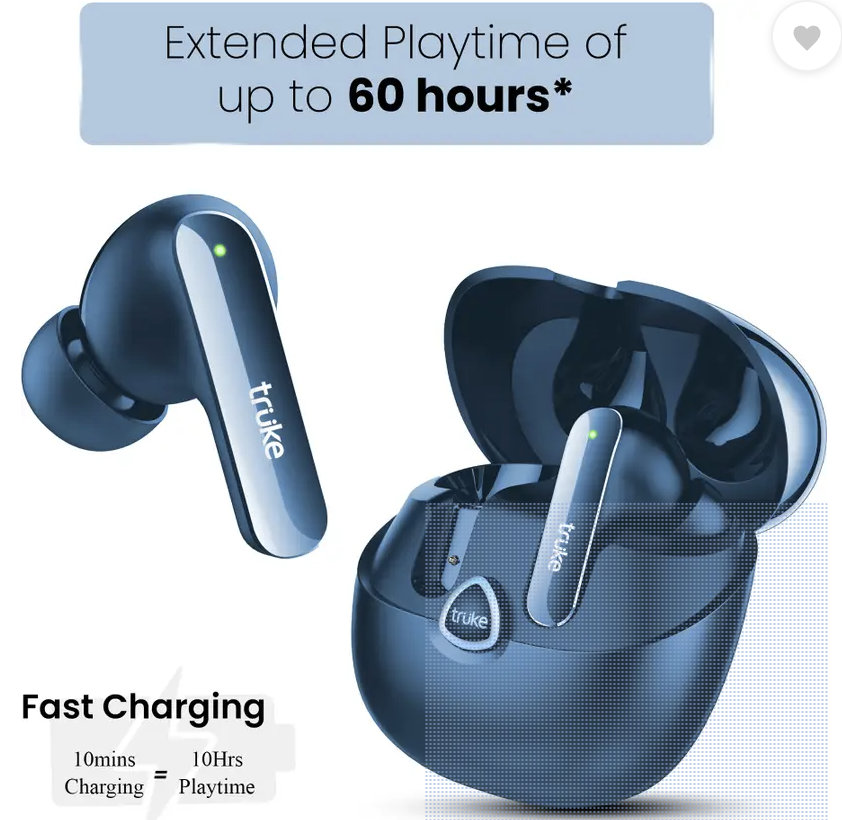 Extended Playtime of
up to 60 hours*
truke
truke
truke
Fast Charging
10mins
Charging
=
10Hrs
Playtime